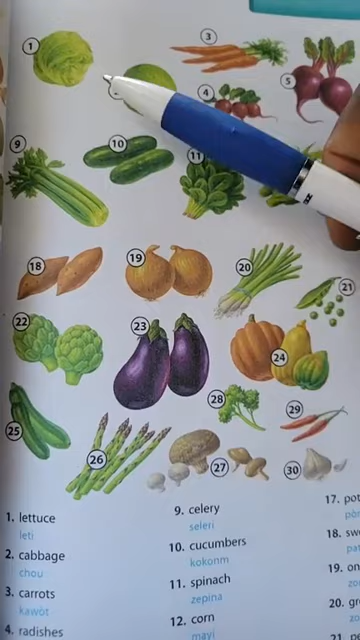 1
3
4
5
9
10
11
18
19
20
21
22
23
24
25
26
27
28
29
30
1. lettuce
leti
2. cabbage
chou
3. carrots
kawòt
4. radishes
9. celery
seleri
10. cucumbers
kokonm
11. spinach
zepina
12. corn
mayi
17. pot
18. sw
19. on
20. gr